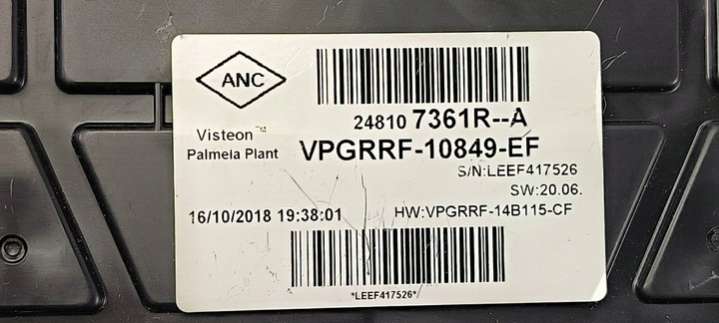 ANC
24810 7361R--A
Visteon™
Palmela Plant
VPGRRF-10849-EF
S/N:LEEF417526
SW:20.06.
16/10/2018 19:38:01
HW:VPGRRF-14B115-CF
*LEEF417526*